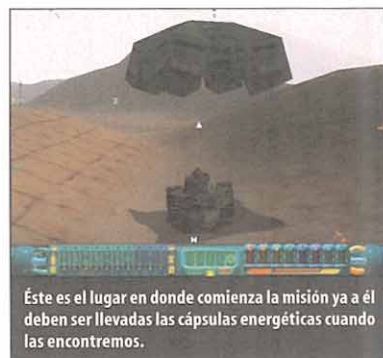 Éste es el lugar en donde comienza la misión ya a él
deben ser llevadas las cápsulas energéticas cuando
las encontremos.